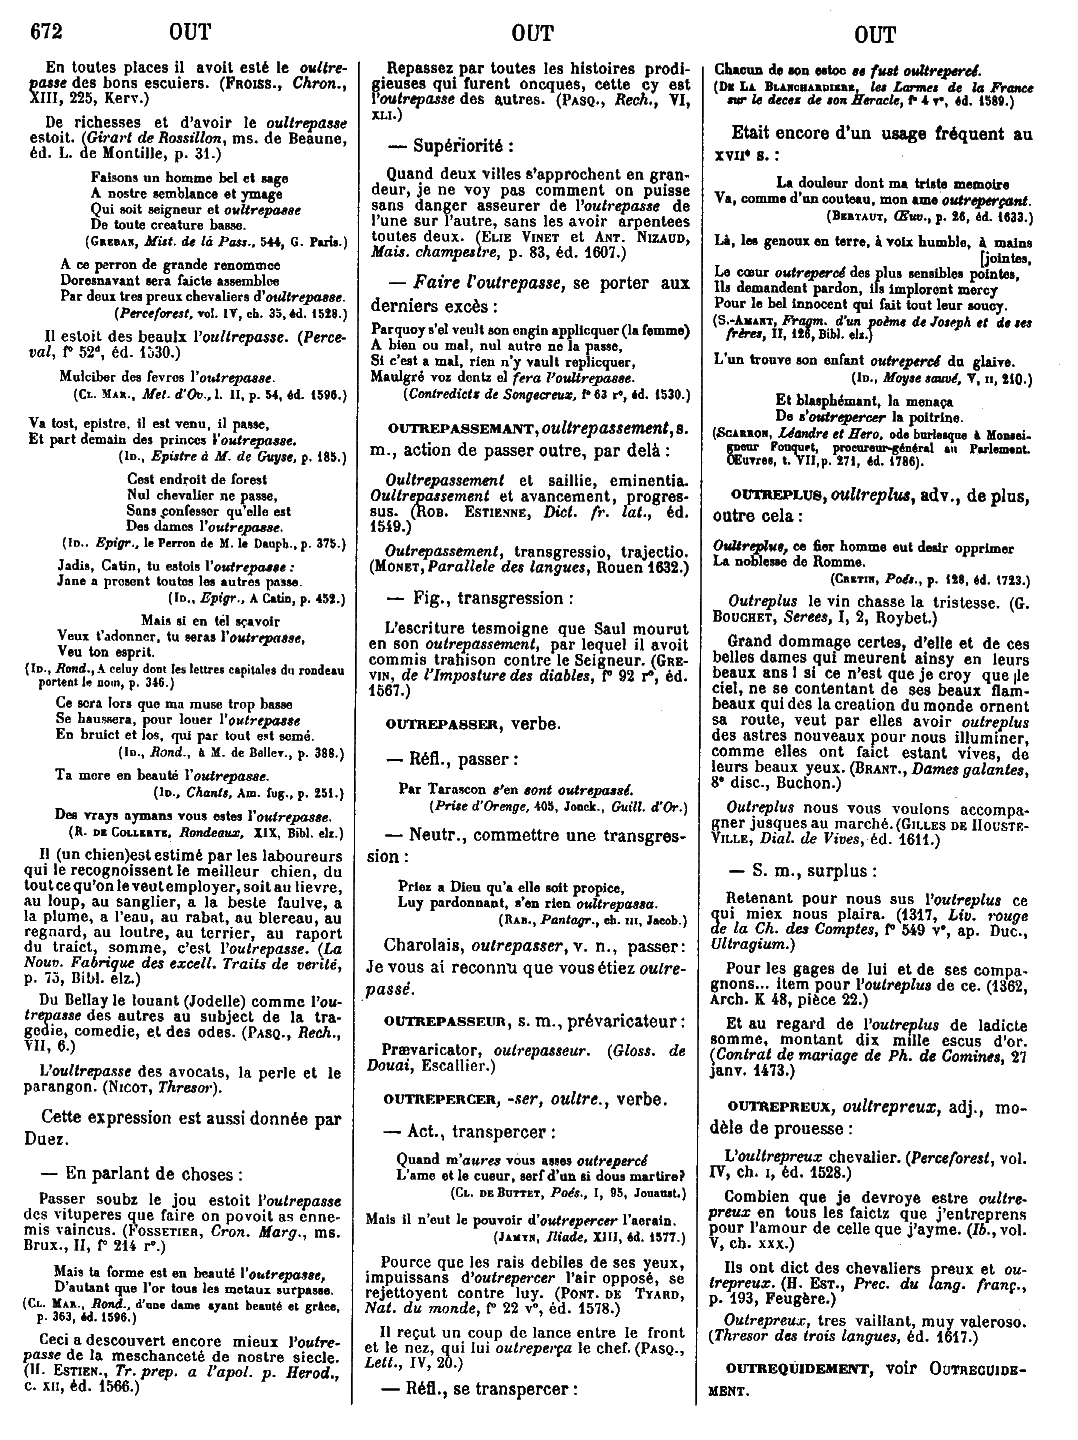 672 OUT
OUT
OUT
En toutes places il avoit esté le oultre-
passe des bons escuiers. (FROISS., Chron.,
XIII, 225, Kerv.)
De richesses et d'avoir le oultrepasse
estoit. (Girart de Rossillon, ms. de Beaune,
éd. L. de Montille, p. 31.)
Faisons un homme bel et sage
A nostre semblance et ymage
Qui soit seigneur et oultrepasse
De toute creature basse.
(GREBAN, Mist. de la Pass., 544, G. Paris.)
A ce perron de grande renommee
Doresnavant sera faicte assemblee
Par deux tres preux chevaliers d'oultrepasse.
(Perceforest, vol. IV, ch. 35, éd. 1528.)
Il estoit des beaulx l'oultrepasse. (Perce-
val, f° 52ᵈ, éd. 1530.)
Mulciber des fevres l'outrepasse.
(CL. MAR., Met. d'Ov., l. II, p. 54, éd. 1596.)
Va tost, epistre, il est venu, il passe,
Et part demain des princes l'outrepasse.
(ID., Epistre à M. de Guyse, p. 185.)
Cest endroit de forest
Nul chevalier ne passe,
Sans confesser qu'elle est
Des dames l'outrepasse.
(ID.. Epigr., le Perron de M. le Dauph., p. 375.)
Jadis, Catin, tu estois l'outrepasse :
Jane a present toutes les autres passe.
(ID., Epigr., A Catin, p. 452.)
Mais si en tel sçavoir
Veux t'adonner, tu seras l'outrepasse,
Veu ton esprit.
(ID., Rond., A celuy dont les lettres capitales du rondeau
portent le nom, p. 346.)
Ce sera lors que ma muse trop basse
Se haussera, pour louer l'outrepasse
En bruict et los, qui par tout est semé.
(ID., Rond., à M. de Bellev., p. 388.)
Ta mere en beauté l'outrepasse.
(ID., Chants, Am. fug., p. 251.)
Des vrays aymans vous estes l'outrepasse.
(R. DE COLLERYE, Rondeaux, XIX, Bibl. elz.)
Il (un chien)est estimé par les laboureurs
qui le recognoissent le meilleur chien, du
tout ce qu'on le veut employer, soit au lievre,
au loup, au sanglier, a la beste faulve, a
la plume, a l'eau, au rabat, au blereau, au
regnard, au loutre, au terrier, au raport
du traict, somme, c'est l'outrepasse. (La
Nouv. Fabrique des excell. Traits de verité,
p. 75, Bibl. elz.)
Du Bellay le louant (Jodelle) comme l'ou-
trepasse des autres au subject de la tra-
gedie, comedie, et des odes. (PASQ., Rech.,
VII, 6.)
L'oultrepasse des avocats, la perle et le
parangon. (NICOT, Thresor).
Cette expression est aussi donnée par
Duez.
— En parlant de choses :
Passer soubz le jou estoit l'outrepasse
des vituperes que faire on povoit as enne-
mis vaincus. (FOSSETIER, Cron. Marg., ms.
Brux., II, f° 214 r°.)
Mais ta forme est en beauté l'outrepasse,
D'autant que l'or tous les metaux surpasse.
(CL. MAR., Rond., d'une dame ayant beauté et grâce,
p. 363, éd. 1596.)
Ceci a descouvert encore mieux l'outre-
passe de la meschanceté de nostre siecle.
(H. ESTIEN., Tr. prep. a l'apol. p. Herod.,
c. XII, éd. 1566.)
Repassez par toutes les histoires prodi-
gieuses qui furent oncques, cette cy est
l'outrepasse des autres. (PASQ., Rech., VI,
XLI.)
— Supériorité :
Quand deux villes s'approchent en gran-
deur, je ne voy pas comment on puisse
sans danger asseurer de l'outrepasse de
l'une sur l'autre, sans les avoir arpentees
toutes deux. (ELIE VINET et ANT. NIZAUD,
Mais. champestre, p. 83, éd. 1607.)
— Faire l'outrepasse, se porter aux
derniers excès :
Parquoy s'el veult son engin applicquer (la femme)
A bien ou mal, nul autre ne la passe,
Si c'est a mal, rien n'y vault replicquer,
Maulgré voz dentz el fera l'oultrepasse.
(Contredictz de Songecreux, f° 63 r°, éd. 1530.)
OUTREPASSEMANT, oultrepassement, s.
m., action de passer outre, par delà :
Oultrepassement et saillie, eminentia.
Oultrepassement et avancement, progres-
sus. (ROB. ESTIENNE, Dict. fr. lat., éd.
1549.)
Outrepassement, transgressio, trajectio.
(MONET, Parallele des langues, Rouen 1632.)
— Fig., transgression :
L'escriture tesmoigne que Saul mourut
en son outrepassement, par lequel il avoit
commis trahison contre le Seigneur. (GRE-
VIN, de l'Imposture des diables, f° 92 r°, éd.
1567.)
OUTREPASSER, verbe.
— Réfl., passer :
Par Tarascon s'en sont outrepassé.
(Prise d'Orenge, 405, Jonck., Guill. d'Or.)
— Neutr., commettre une transgres-
sion :
Priez a Dieu qu'a elle soit propice,
Luy pardonnant, s'en rien oultrepassa.
(RAB., Pantagr., ch. III, Jacob.)
Charolais, outrepasser, v. n., passer:
Je vous ai reconnu que vous étiez outre-
passé.
OUTREPASSEUR, s. m., prévaricateur :
Prævaricator, outrepasseur. (Gloss. de
Douai, Escallier.)
OUTREPERCER, -ser, oultre., verbe.
— Act., transpercer :
Quand m'aures vous asses outrepercé
L'ame et le cueur, serf d'un si dous martire?
(CL. DE BUTTET, Poés., I, 95, Jouaust.)
Mais il n'eut le pouvoir d'outrepercer l'aerain.
(JAMYN, Iliade, XIII, éd. 1577.)
Pource que les rais debiles de ses yeux,
impuissans d'outrepercer l'air opposé, se
rejettoyent contre luy. (PONT. DE TYARD,
Nat. du monde, f° 22 v°, éd. 1578.)
Il reçut un coup de lance entre le front
et le nez, qui lui outreperça le chef. (PASQ.,
Lett., IV, 20.)
— Réfl., se transpercer :
Chacun de son estoc se fust oultrepercé.
(DE LA BLANCHARDIERE, les Larmes de la France
sur le deces de son Heracle, f° 4 r°, éd. 1589.)
Etait encore d'un usage fréquent au
XVIIᵉ s. :
La douleur dont ma triste memoire
Va, comme d'un couteau, mon ame outreperçant.
(BERTAUT, Œuv., p. 26, éd. 1633.)
Là, les genoux en terre, à voix humble, à mains
[jointes,
Le cœur outrepercé des plus sensibles pointes,
Ils demandent pardon, ils implorent mercy
Pour le bel innocent qui fait tout leur soucy.
(S.-AMANT, Fragm. d'un poème de Joseph et de ses
frères, II, 126, Bibl. elz.)
L'un trouve son enfant outrepercé du glaive.
(ID., Moyse sauvé, V, II, 210.)
Et blasphémant, la menaça
De s'outrepercer la poitrine.
(SCARRON, Léandre et Hero, ode burlesque à Monsei-
gneur Fouquet, procureur-général au Parlement.
Œuvres, t. VII, p. 271, éd. 1786).
OUTREPLUS, oultreplus, adv., de plus,
outre cela :
Oultreplus, ce fier homme eut desir opprimer
La noblesse de Romme.
(CRETIN, Poés., p. 128, éd. 1723.)
Outreplus le vin chasse la tristesse. (G.
BOUCHET, Serees, I, 2, Roybet.)
Grand dommage certes, d'elle et de ces
belles dames qui meurent ainsy en leurs
beaux ans ! si ce n'est que je croy que le
ciel, ne se contentant de ses beaux flam-
beaux qui dès la creation du monde ornent
sa route, veut par elles avoir outreplus
des astres nouveaux pour nous illuminer,
comme elles ont faict estant vives, de
leurs beaux yeux. (BRANT., Dames galantes,
8ᵉ disc., Buchon.)
Outreplus nous vous voulons accompa-
gner jusques au marché. (GILLES DE HOUSTE-
VILLE, Dial. de Vives, éd. 1611.)
— S. m., surplus :
Retenant pour nous sus l'outreplus ce
qui miex nous plaira. (1317, Liv. rouge
de la Ch. des Comptes, f° 549 v°, ap. Duc.,
Ultragium.)
Pour les gages de lui et de ses compa-
gnons... item pour l'outreplus de ce. (1362,
Arch. K 48, pièce 22.)
Et au regard de l'outreplus de ladicte
somme, montant dix mille escus d'or.
(Contrat de mariage de Ph. de Comines, 27
janv. 1473.)
OUTREPREUX, oultrepreux, adj., mo-
dèle de prouesse :
L'oultrepreux chevalier. (Perceforest, vol.
IV, ch. I, éd. 1528.)
Combien que je devroye estre oultre-
preux en tous les faictz que j'entreprens
pour l'amour de celle que j'ayme. (Ib., vol.
V, ch. XXX.)
Ils ont dict des chevaliers preux et ou-
trepreux. (H. EST., Prec. du lang. franç.,
p. 193, Feugère.)
Outrepreux, tres vaillant, muy valeroso.
(Thresor des trois langues, éd. 1617.)
OUTREQUIDEMENT, voir OUTRECUIDE-
MENT.